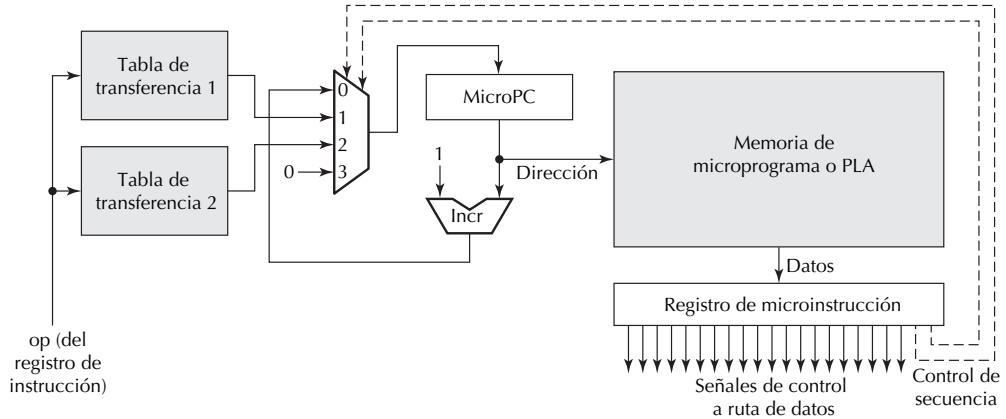 Tabla de
transferencia 1
Tabla de
transferencia 2
op (del
registro de
instrucción)
0
1
2
3
0
MicroPC
1
Incr
Dirección
Memoria de
microprograma o PLA
Datos
Registro de microinstrucción
Señales de control
a ruta de datos
Control de
secuencia